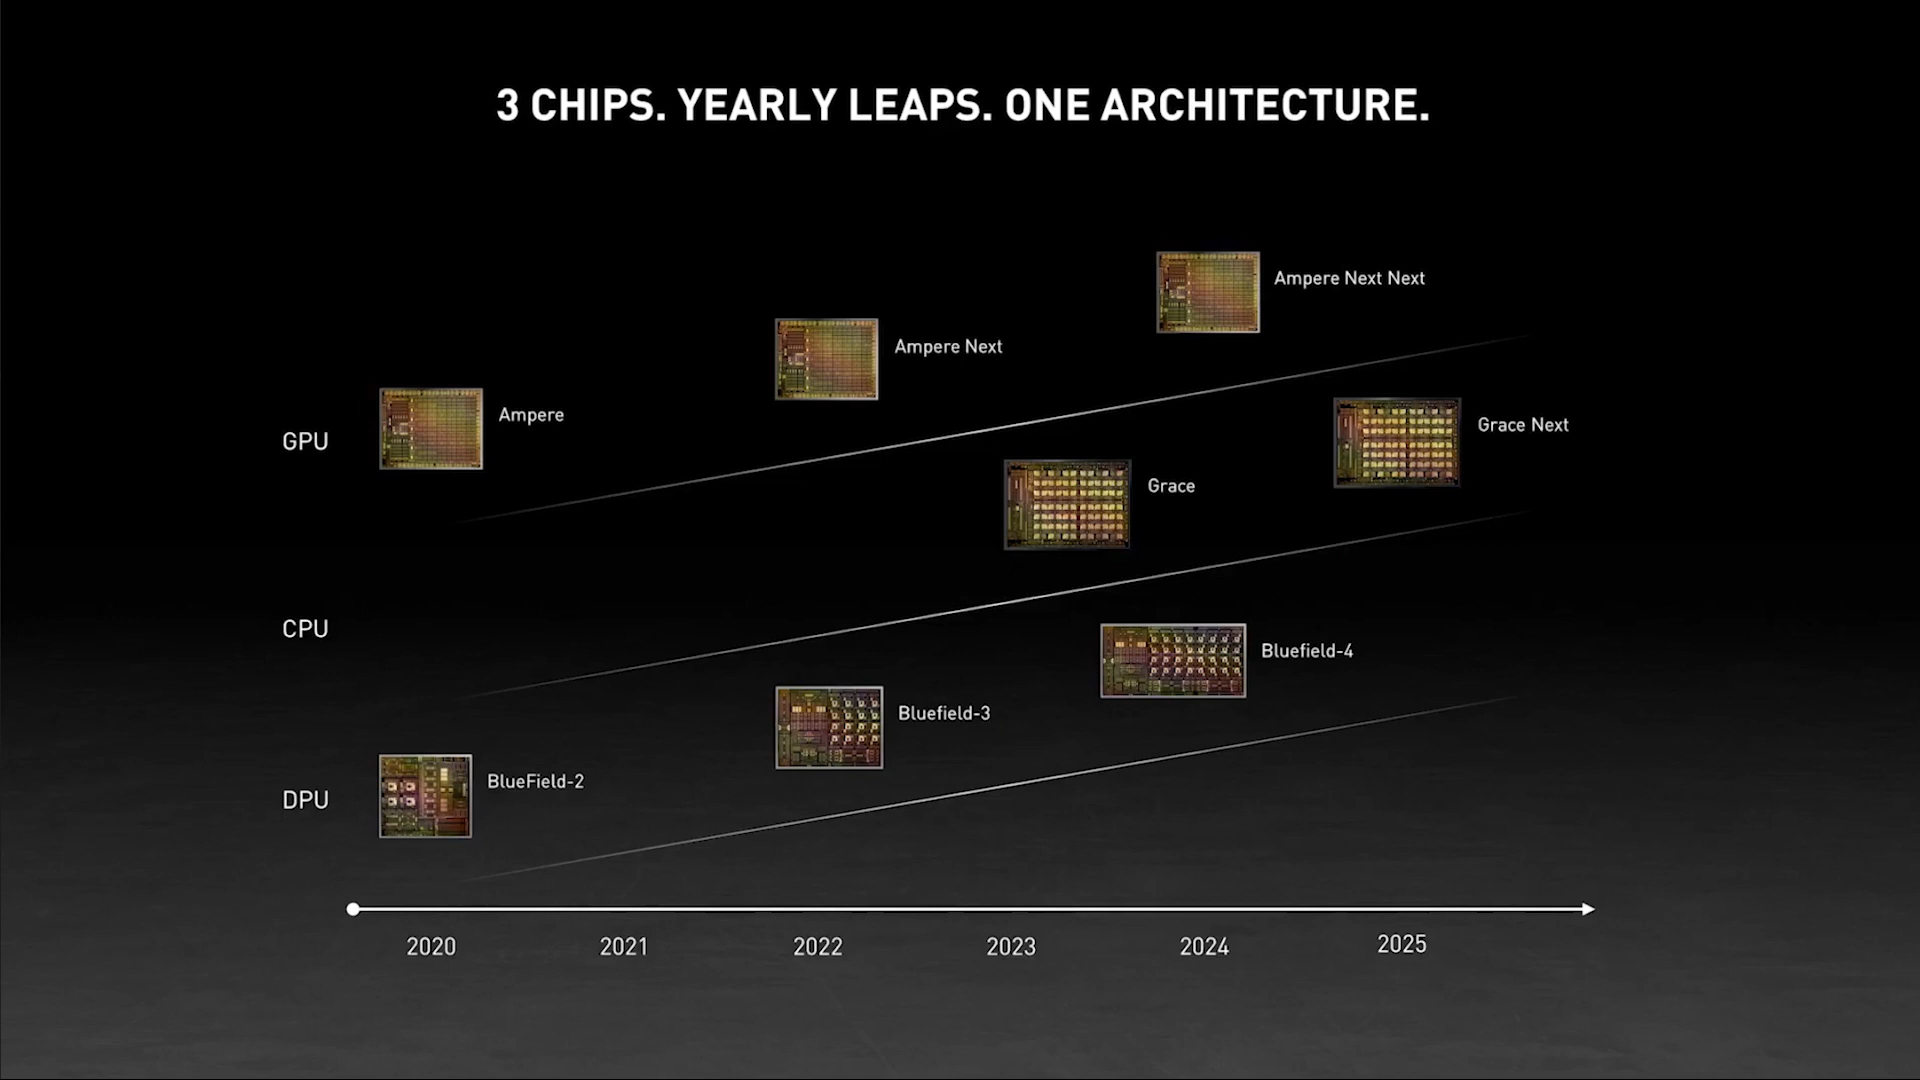 3 CHIPS. YEARLY LEAPS. ONE ARCHITECTURE.
Ampere Next Next
Ampere Next
Ampere
GPU
Grace Next
Grace
CPU
Bluefield-4
Bluefield-3
BlueField-2
DPU
2020 2021 2022 2023 2024 2025